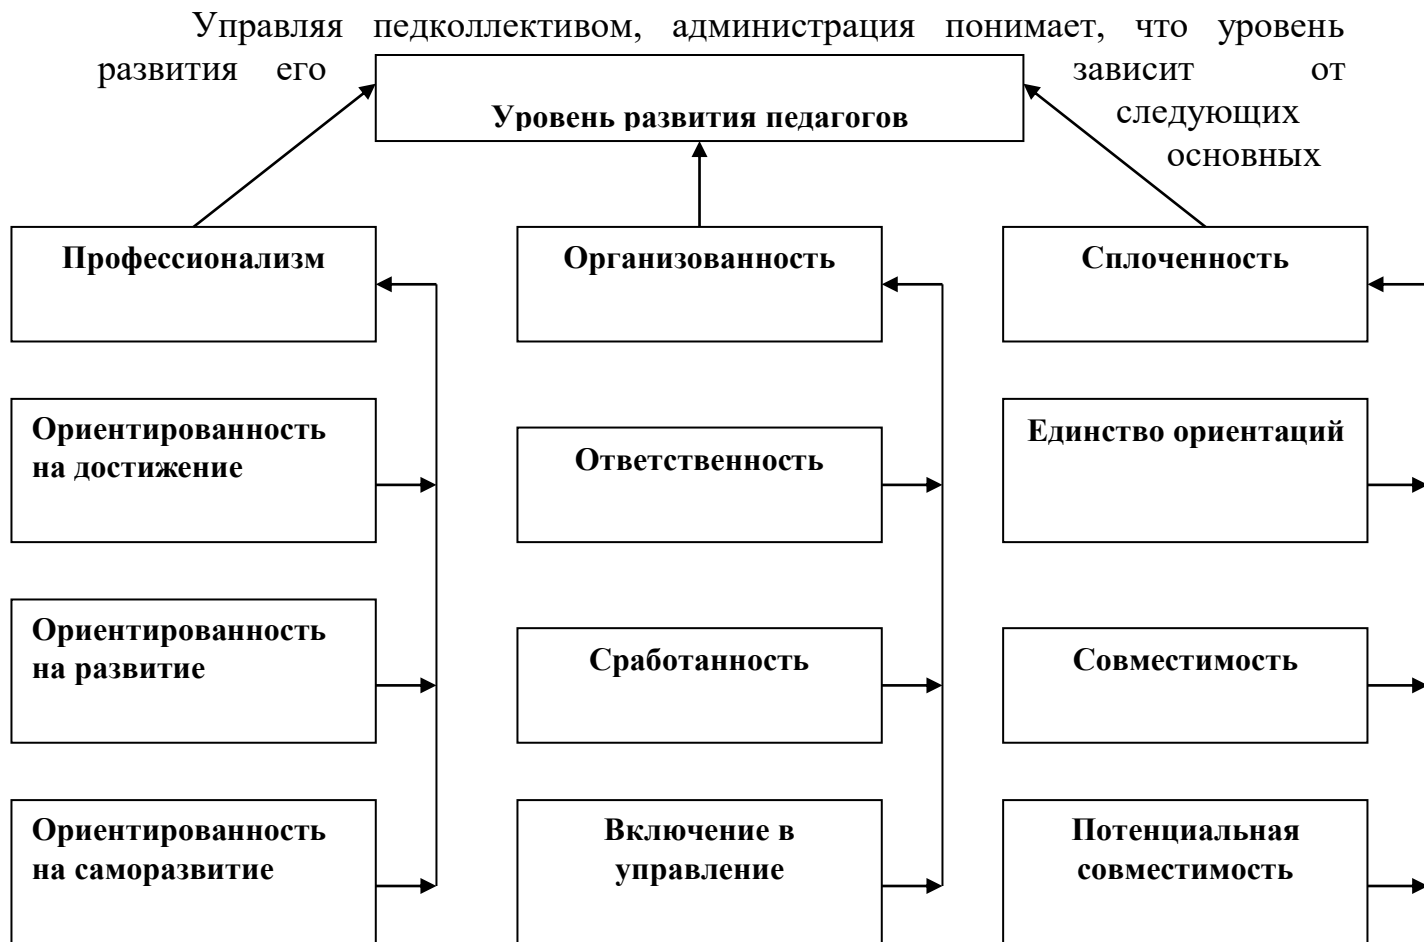 Управляя педколлективом, администрация понимает, что уровень
развития его зависит от
следующих
основных
Уровень развития педагогов
Профессионализм
Организованность
Сплоченность
Ориентированность
на достижение
Ответственность
Единство ориентаций
Ориентированность
на развитие
Сработанность
Совместимость
Ориентированность
на саморазвитие
Включение в
управление
Потенциальная
совместимость